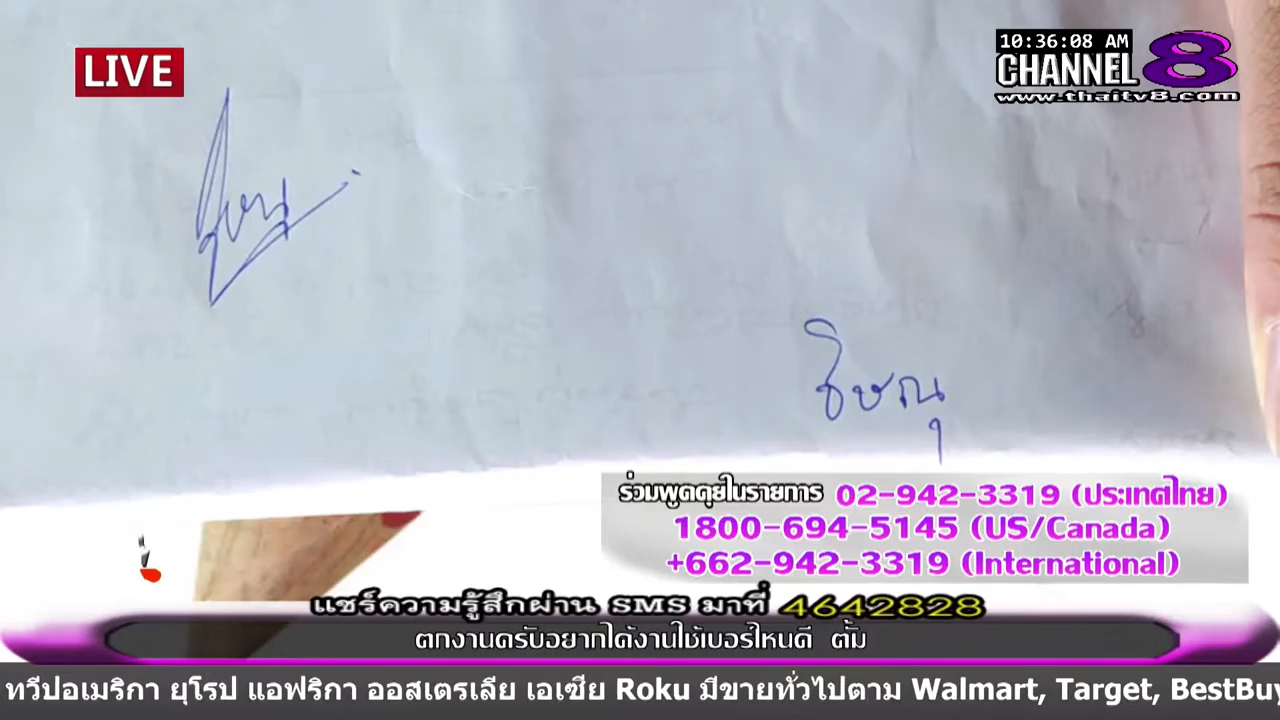 LIVE
10:36:08 AM
CHANNEL 8
www.thaitv8.com
ชิษณุ
ร่วมพูดคุยในรายการ 02-942-3319 (ประเทศไทย)
1800-694-5145 (US/Canada)
+662-942-3319 (International)
แชร์ความรู้สึกผ่าน SMS มาที่ 4642828
ตกงานครับอยากได้งานใช้เบอร์ไหนดี ตั้ม
ทวีปอเมริกา ยุโรป แอฟริกา ออสเตรเลีย เอเซีย Roku มีขายทั่วไปตาม Walmart, Target, BestBuy